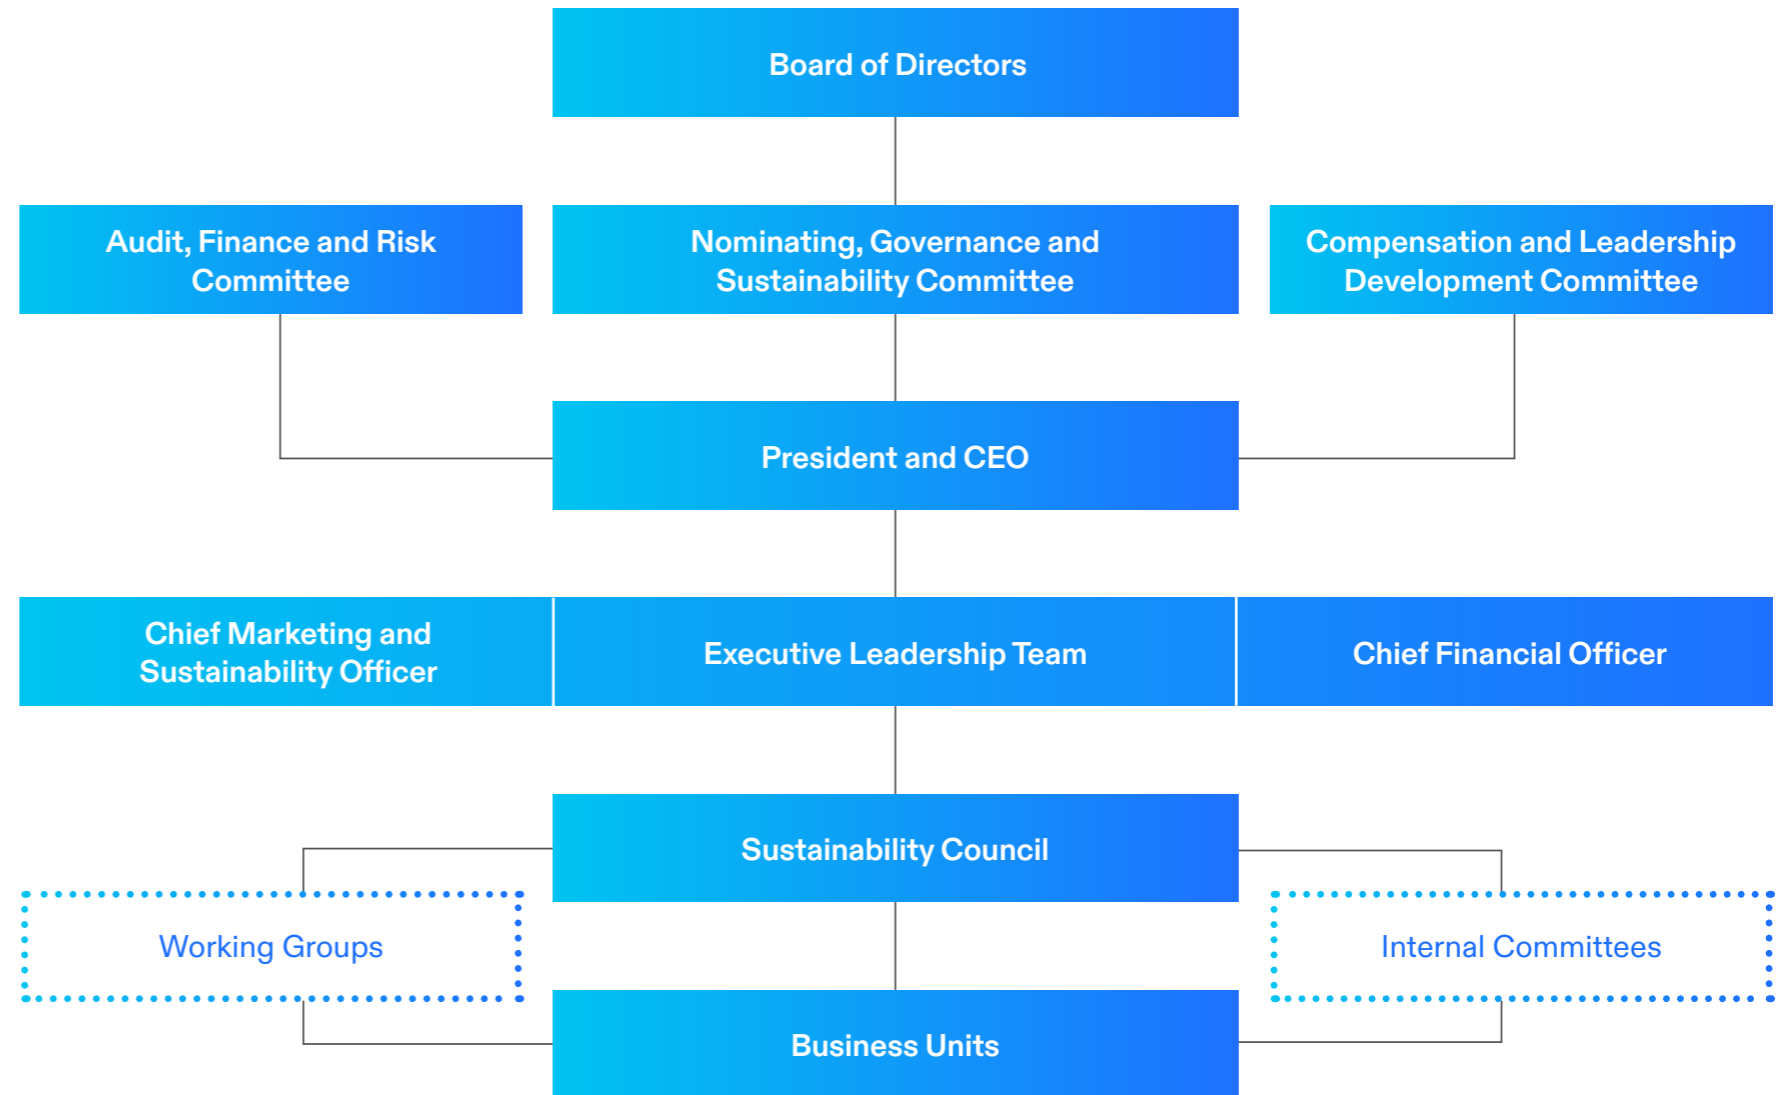 Board of Directors
Audit, Finance and Risk
Committee
Nominating, Governance and
Sustainability Committee
Compensation and Leadership
Development Committee
President and CEO
Chief Marketing and
Sustainability Officer
Executive Leadership Team
Chief Financial Officer
Sustainability Council
Working Groups
Internal Committees
Business Units